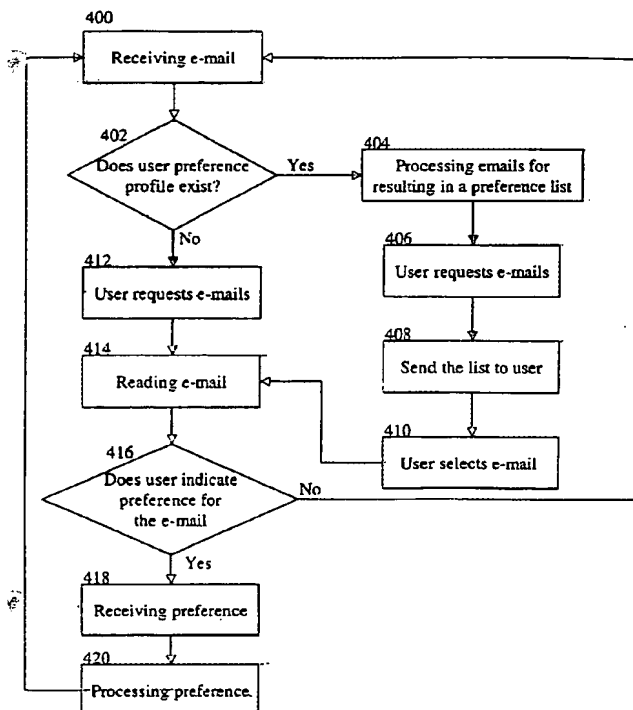 400
Receiving e-mail
402
Does user preference
profile exist?
Yes
404
Processing emails for
resulting in a preference list
No
406
User requests e-mails
412
User requests e-mails
408
Send the list to user
414
Reading e-mail
410
User selects e-mail
416
Does user indicate
preference for
the e-mail
No
Yes
418
Receiving preference
420
Processing preference